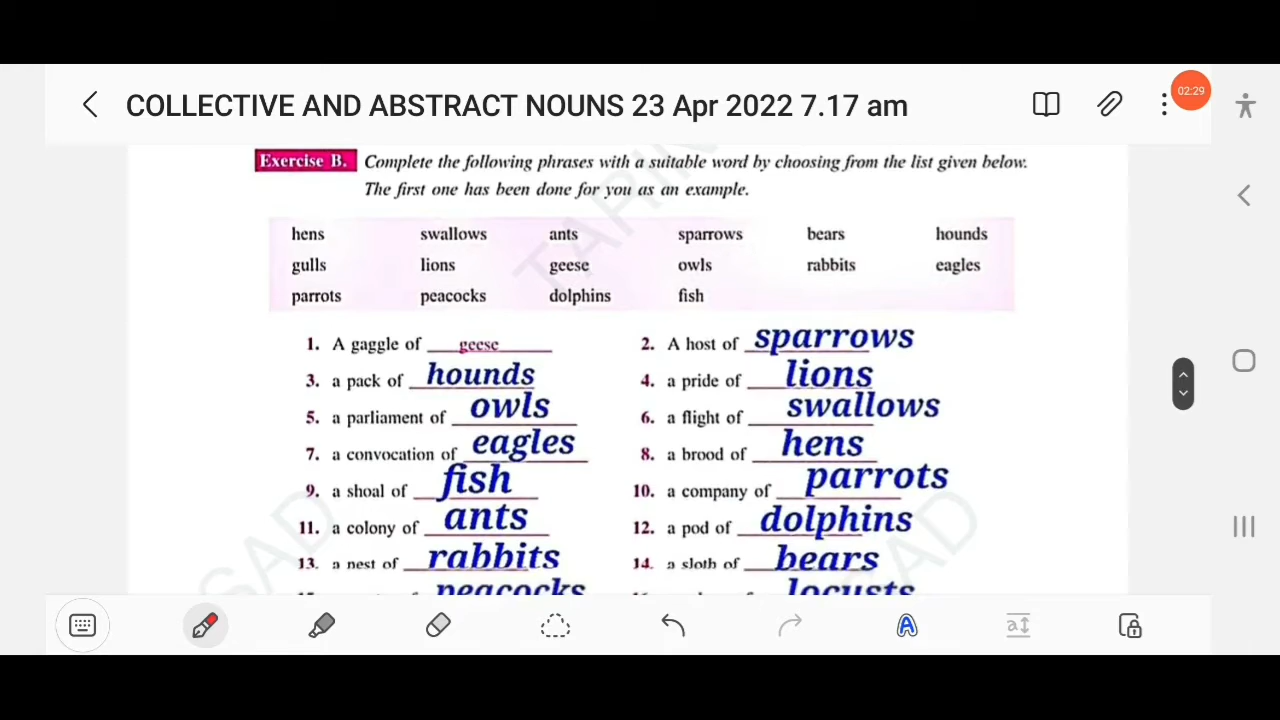 COLLECTIVE AND ABSTRACT NOUNS 23 Apr 2022 7.17 am
02:29
Exercise B. Complete the following phrases with a suitable word by choosing from the list given below.
The first one has been done for you as an example.
hens swallows ants sparrows bears hounds
gulls lions geese owls rabbits eagles
parrots peacocks dolphins fish
1. A gaggle of geese 2. A host of sparrows
3. a pack of hounds 4. a pride of lions
5. a parliament of owls 6. a flight of swallows
7. a convocation of eagles 8. a brood of hens
9. a shoal of fish 10. a company of parrots
11. a colony of ants 12. a pod of dolphins
13. a nest of rabbits 14. a sloth of bears
peacocks locusts